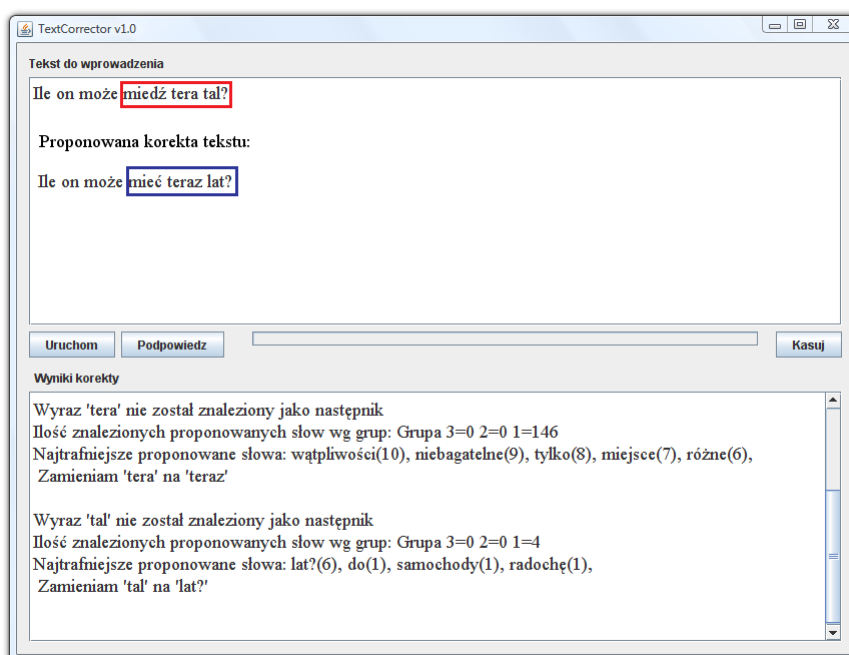 TextCorrector v1.0
Tekst do wprowadzenia
Ile on może miedź tera tal?
Proponowana korekta tekstu:
Ile on może mieć teraz lat?
Uruchom Podpowiedz Kasuj
Wyniki korekty
Wyraz 'tera' nie został znaleziony jako następnik
Ilość znalezionych proponowanych słow wg grup: Grupa 3=0 2=0 1=146
Najtrafniejsze proponowane słowa: wątpliwości(10), niebagatelne(9), tylko(8), miejsce(7), różne(6),
Zamieniam 'tera' na 'teraz'
Wyraz 'tal' nie został znaleziony jako następnik
Ilość znalezionych proponowanych słow wg grup: Grupa 3=0 2=0 1=4
Najtrafniejsze proponowane słowa: lat?(6), do(1), samochody(1), radochę(1),
Zamieniam 'tal' na 'lat?'